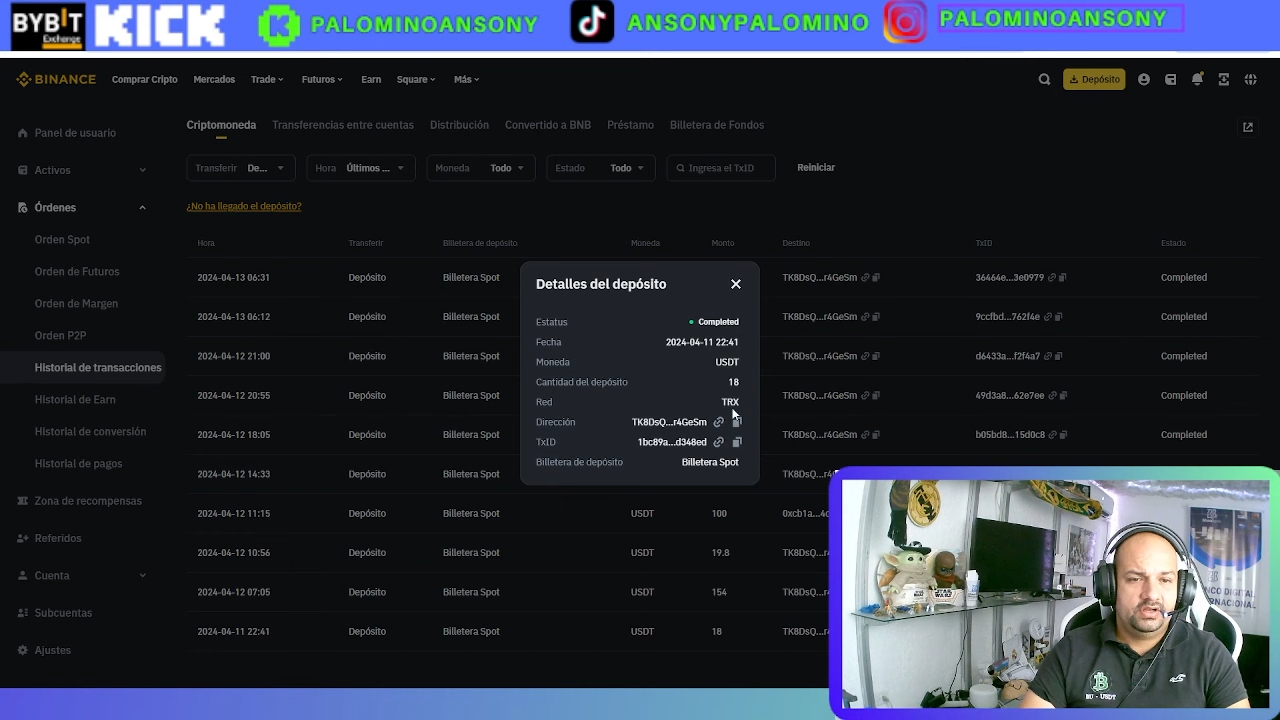 BYBIT Exchange KICK PALOMINOANSONY ANSONYPALOMINO PALOMINOANSONY
BINANCE Comprar Cripto Mercados Trade Futuros Earn Square Más Depósito
Panel de usuario
Activos
Órdenes
Orden Spot
Orden de Futuros
Orden de Margen
Orden P2P
Historial de transacciones
Historial de Earn
Historial de conversión
Historial de pagos
Zona de recompensas
Referidos
Cuenta
Subcuentas
Ajustes
Criptomoneda Transferencias entre cuentas Distribución Convertido a BNB Préstamo Billetera de Fondos
Transferir De... Hora Últimos ... Moneda Todo Estado Todo Ingresa el TxID Reiniciar
¿No ha llegado el depósito?
Hora Transferir Billetera de depósito Moneda Monto Destino TxID Estado
2024-04-13 06:31 Depósito Billetera Spot TK8DsQ...r4GeSm 36464e...3e0979 Completed
2024-04-13 06:12 Depósito Billetera Spot TK8DsQ...r4GeSm 9ccfbd...762f4e Completed
2024-04-12 21:00 Depósito Billetera Spot TK8DsQ...r4GeSm d6433a...f2f4a7 Completed
2024-04-12 20:55 Depósito Billetera Spot TK8DsQ...r4GeSm 49d3a8...62e7ee Completed
2024-04-12 18:05 Depósito Billetera Spot TK8DsQ...r4GeSm b05bd8...15d0c8 Completed
2024-04-12 14:33 Depósito Billetera Spot
2024-04-12 11:15 Depósito Billetera Spot USDT 100
2024-04-12 10:56 Depósito Billetera Spot USDT 19.8
2024-04-12 07:05 Depósito Billetera Spot USDT 154
2024-04-11 22:41 Depósito Billetera Spot USDT 18
Detalles del depósito
Estatus Completed
Fecha 2024-04-11 22:41
Moneda USDT
Cantidad del depósito 18
Red TRX
Dirección TK8DsQ...r4GeSm
TxID 1bc89a...d348ed
Billetera de depósito Billetera Spot
STAR WARS